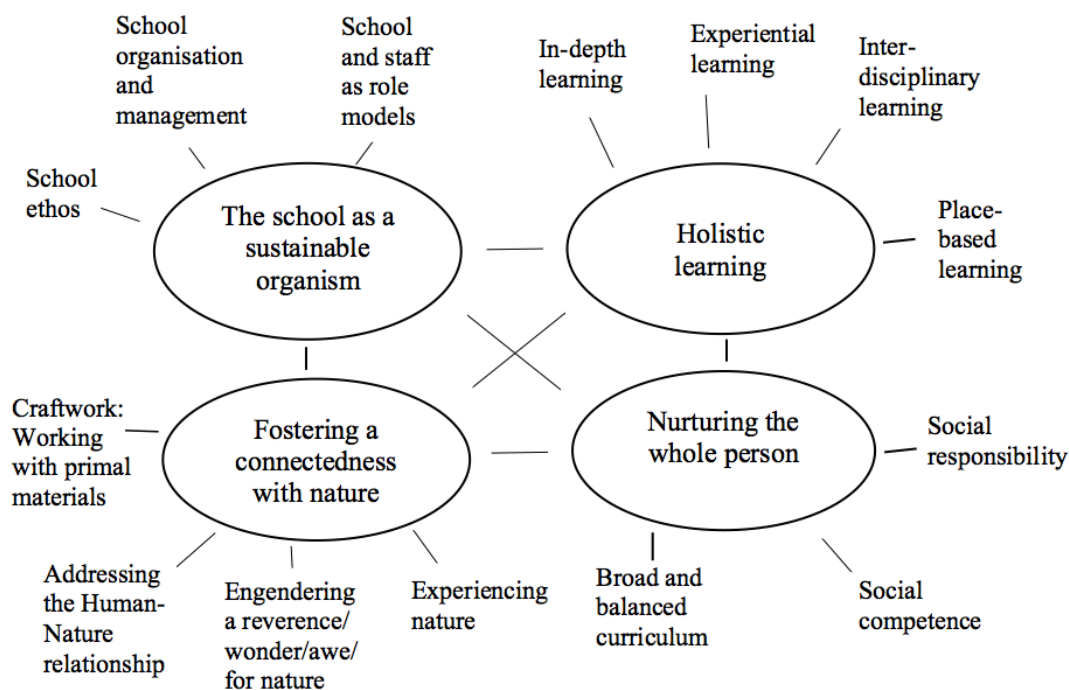 School
organisation
and
management
School
and staff
as role
models
In-depth
learning
Experiential
learning
Inter-
disciplinary
learning
School
ethos
The school as a
sustainable
organism
Holistic
learning
Place-
based
learning
Craftwork:
Working
with primal
materials
Fostering a
connectedness
with nature
Nurturing the
whole person
Social
responsibility
Addressing
the Human-
Nature
relationship
Engendering
a reverence/
wonder/awe/
for nature
Experiencing
nature
Broad and
balanced
curriculum
Social
competence